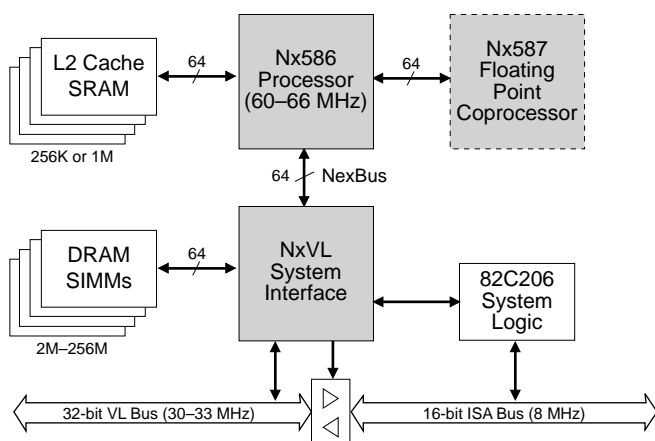 L2 Cache
SRAM
256K or 1M
64
Nx586
Processor
(60–66 MHz)
64
Nx587
Floating
Point
Coprocessor
64
NexBus
DRAM
SIMMs
2M–256M
64
NxVL
System
Interface
82C206
System
Logic
32-bit VL Bus (30–33 MHz)
16-bit ISA Bus (8 MHz)